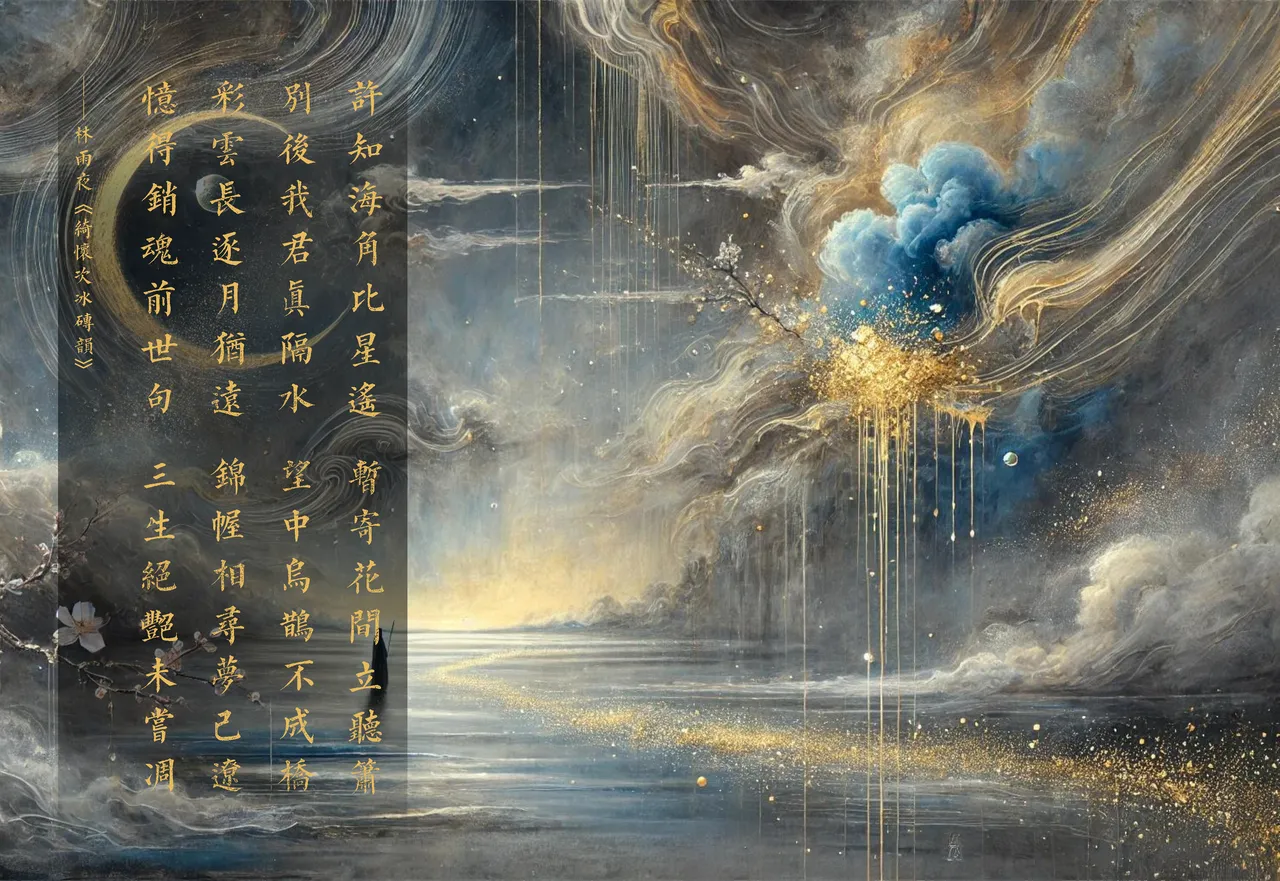 許知海角比星遙　暫寄花間立聽簫
別後我君眞隔水　望中烏鵲不成橋
彩雲長逐月猶遠　錦幄相尋夢已遼
憶得銷魂前世句　三生絕艷未嘗凋
林雨夜《綺懷次冰磚韻》